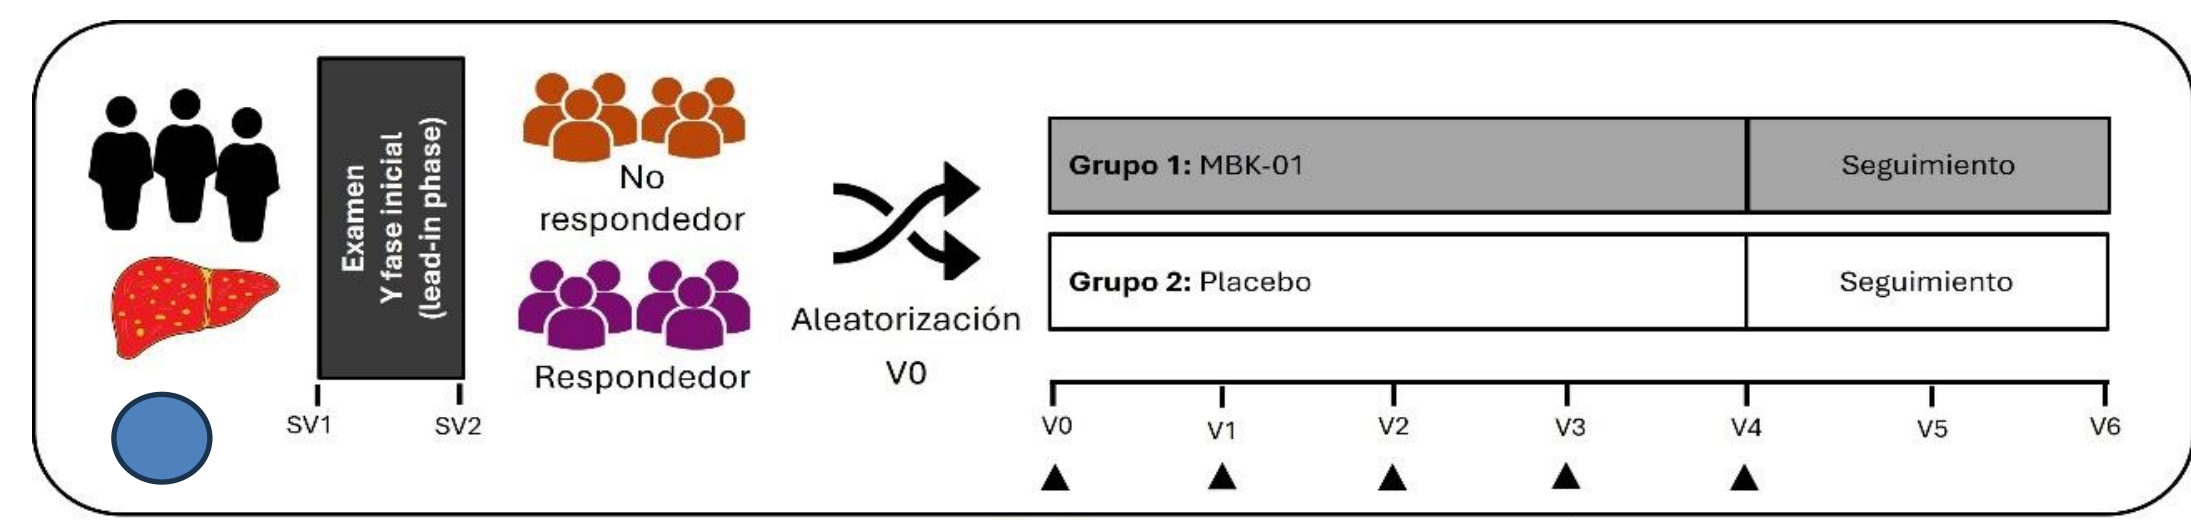 Examen
Y fase inicial
(lead-in phase)
SV1
SV2
No
respondedor
Respondedor
Aleatorización
V0
Grupo 1: MBK-01
Seguimiento
Grupo 2: Placebo
Seguimiento
V0
V1
V2
V3
V4
V5
V6